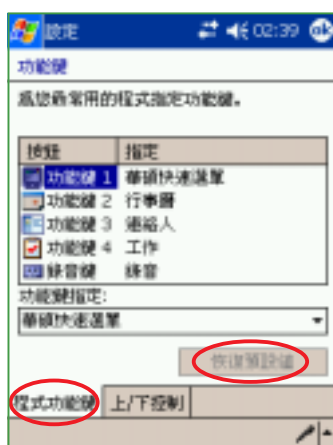 設定 02:39 ok
功能鍵
為您最常用的程式指定功能鍵。
按鈕 指定
功能鍵 1 華碩快速選單
功能鍵 2 行事曆
功能鍵 3 連絡人
功能鍵 4 工作
錄音鍵 錄音
功能鍵指定:
華碩快速選單
恢復預設值
程式功能鍵 上/下控制